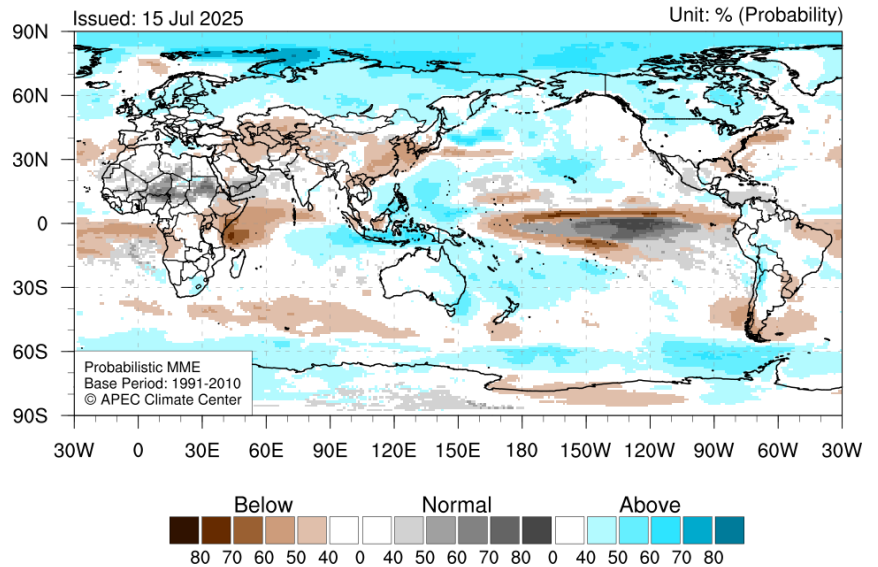 Issued: 15 Jul 2025
Unit: % (Probability)
90N
60N
30N
0
30S
60S
90S
Probabilistic MME
Base Period: 1991-2010
© APEC Climate Center
30W 0 30E 60E 90E 120E 150E 180 150W 120W 90W 60W 30W
Below Normal Above
80 70 60 50 40 0 40 50 60 70 80 0 40 50 60 70 80